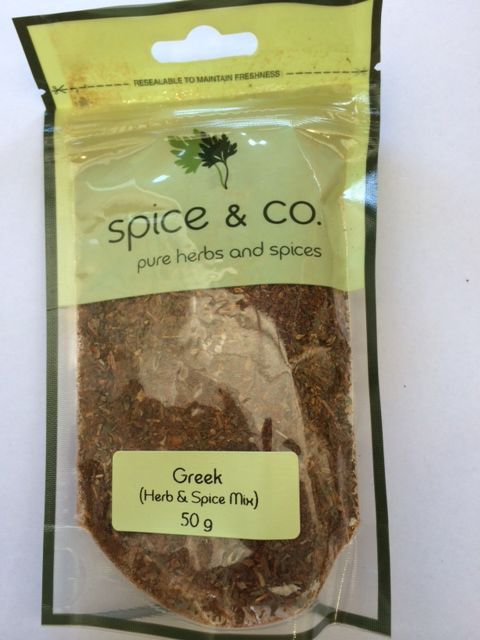 RESEALABLE TO MAINTAIN FRESHNESS
spice & co.
pure herbs and spices
Greek
(Herb & Spice Mix)
50 g